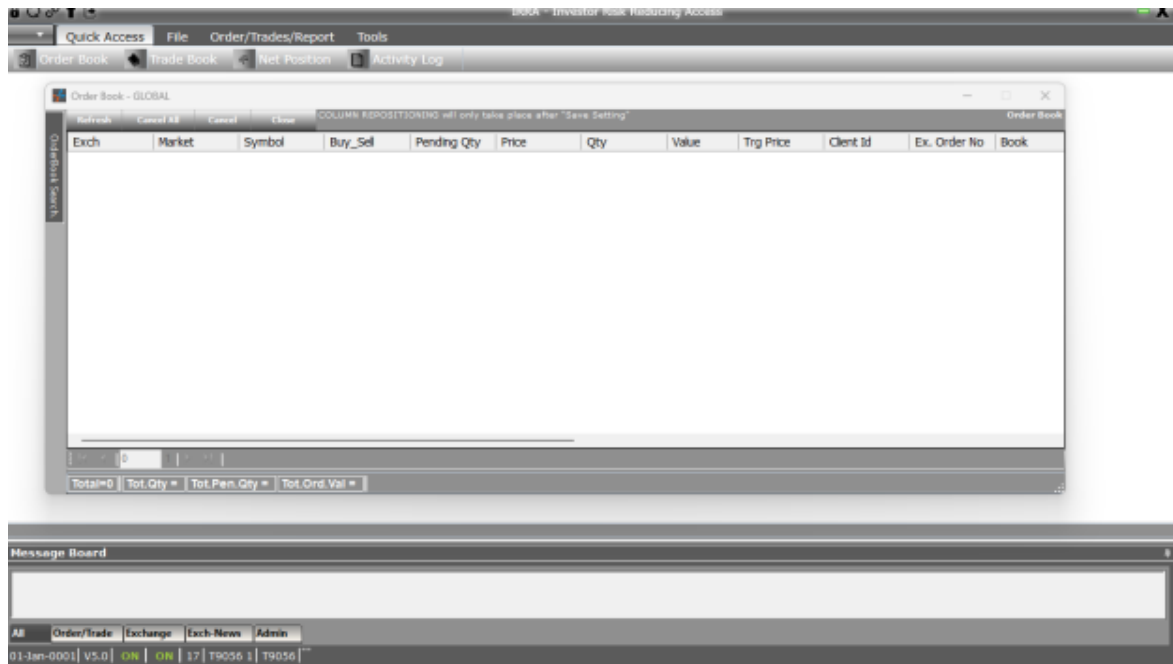 IRRA - Investor Risk Reducing Access
Quick Access File Order/Trades/Report Tools
Order Book Trade Book Net Position Activity Log
Order Book - GLOBAL
Refresh Cancel All Cancel Close COLUMN REPOSITIONING will only take place after "Save Setting" Order Book
OrderBook Search
Exch Market Symbol Buy_Sell Pending Qty Price Qty Value Trg Price Client Id Ex. Order No Book
0
Total=0 Tot.Qty = Tot.Pen.Qty = Tot.Ord.Val =
Message Board
All Order/Trade Exchange Exch-News Admin
01-Jan-0001 V5.0 ON ON 17 T9056 1 T9056